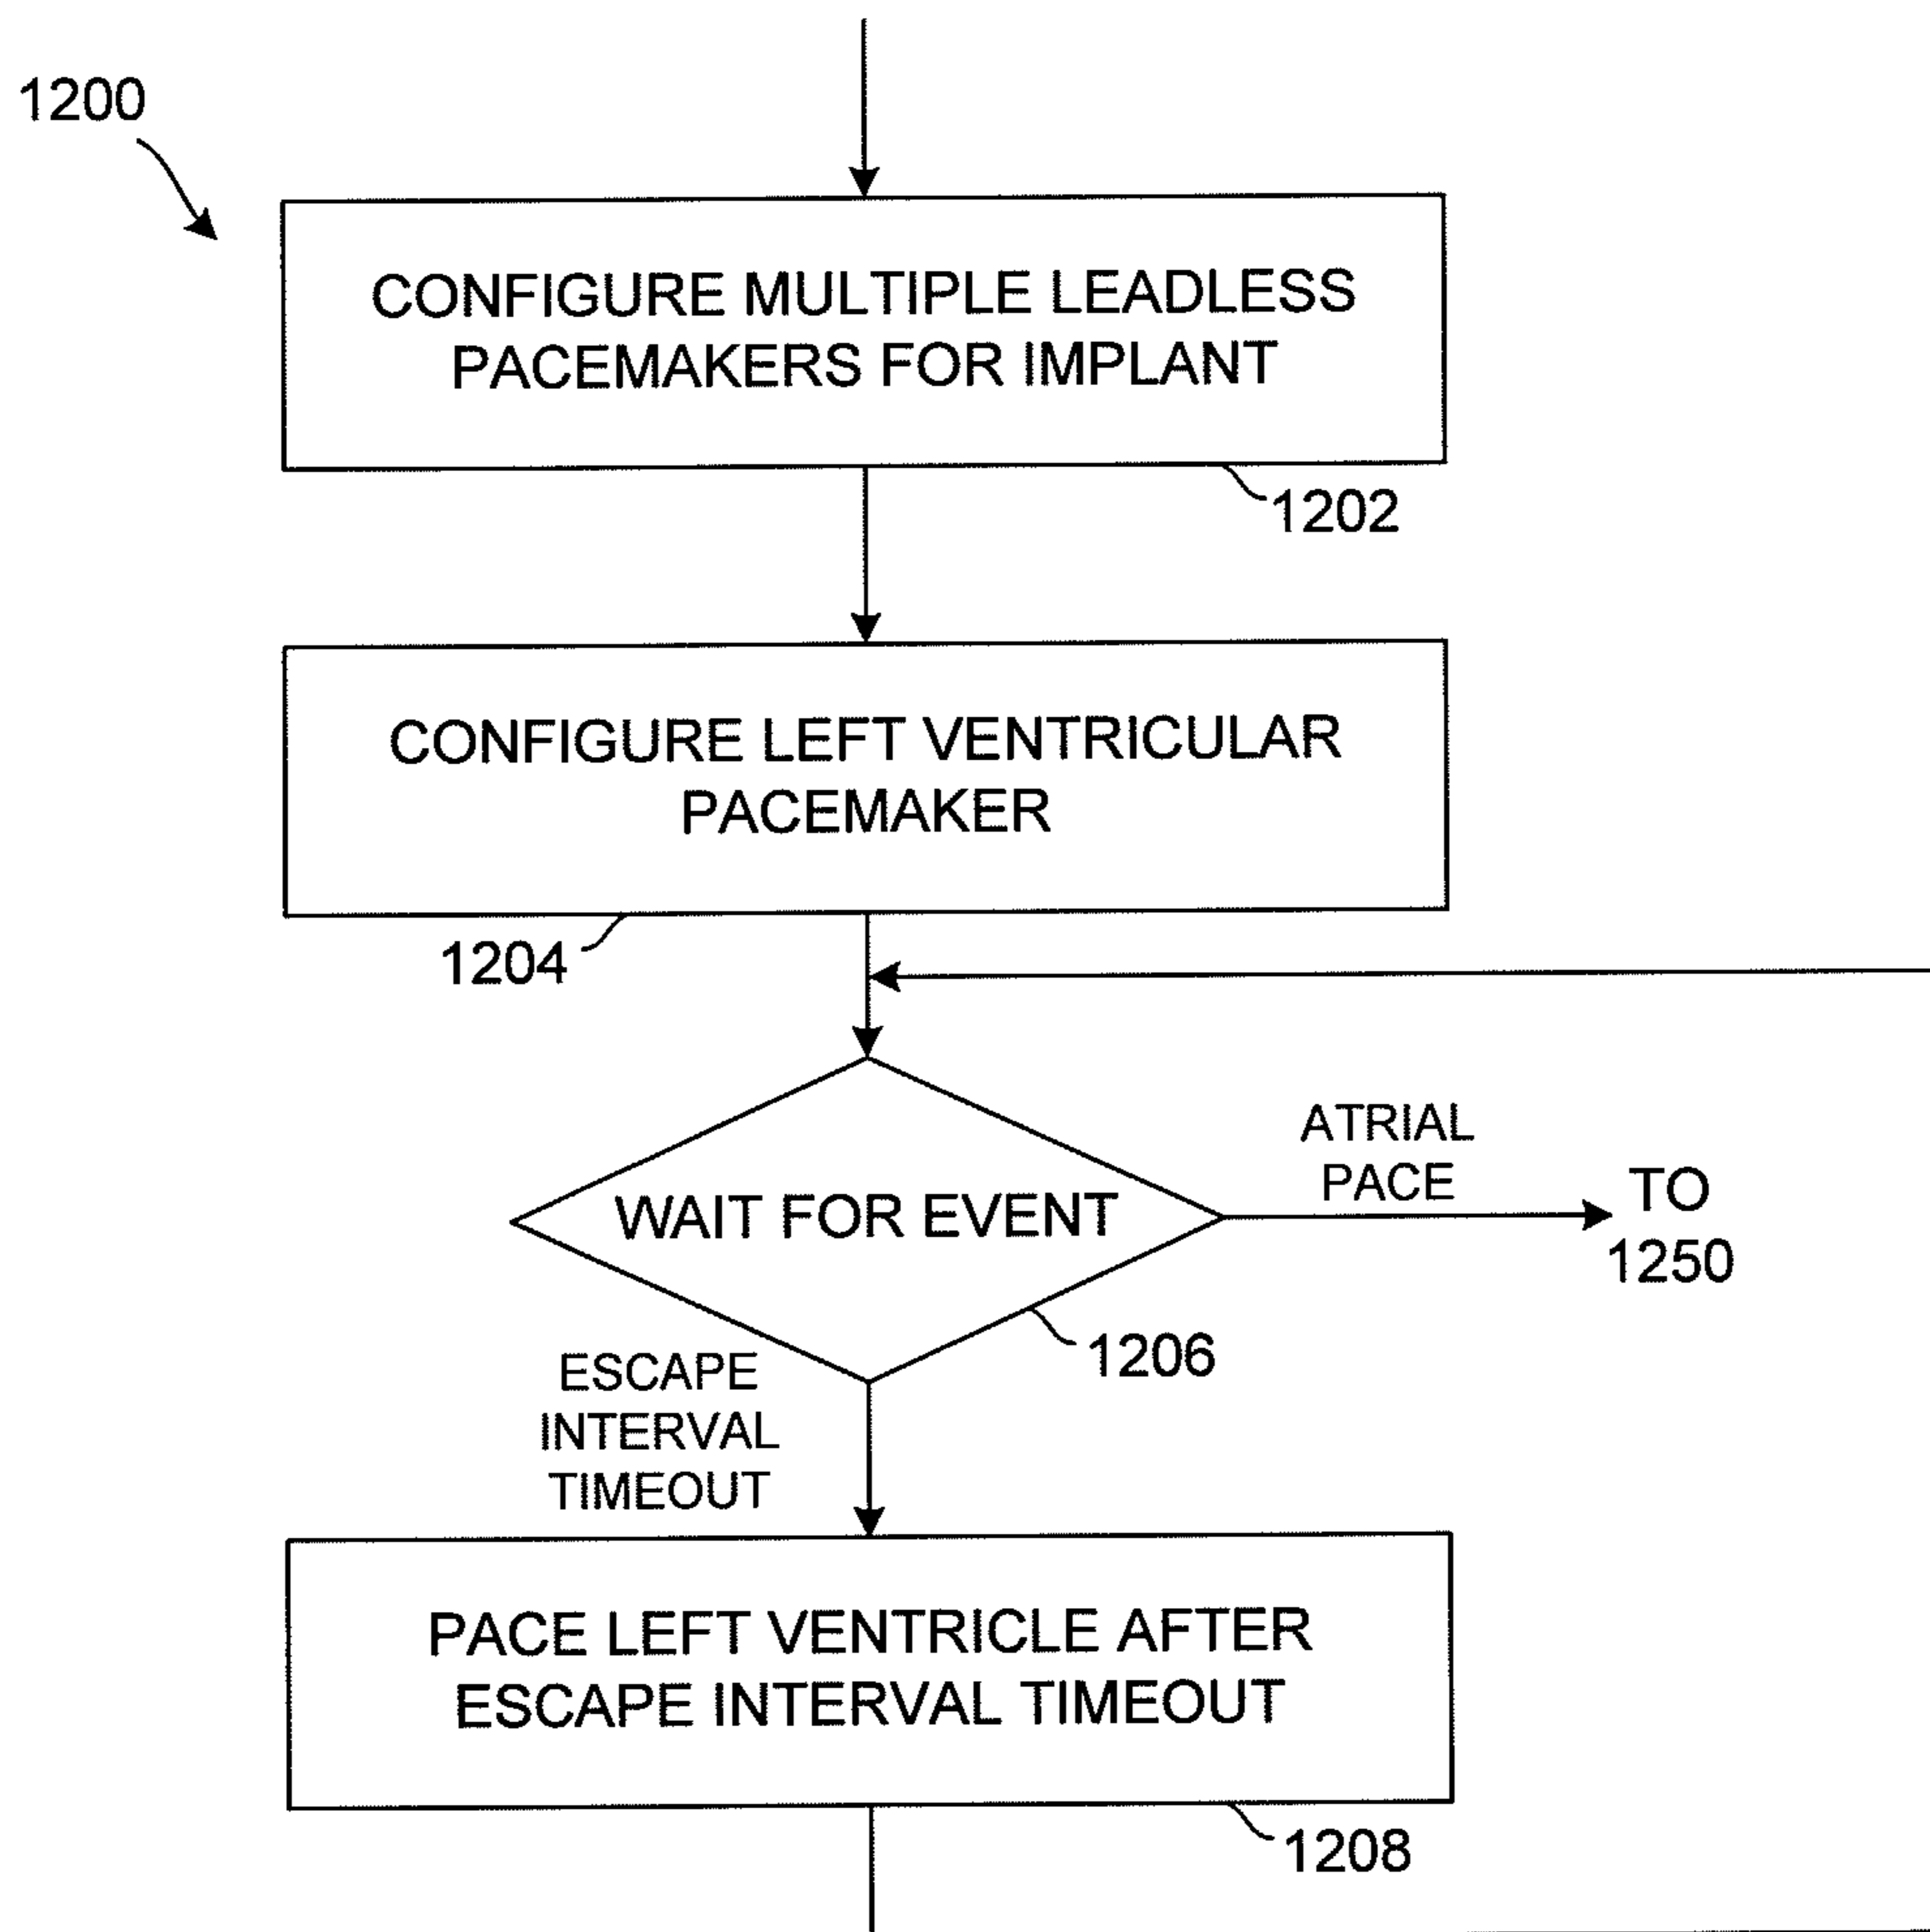 1200
CONFIGURE MULTIPLE LEADLESS
PACEMAKERS FOR IMPLANT
1202
CONFIGURE LEFT VENTRICULAR
PACEMAKER
1204
WAIT FOR EVENT
ATRIAL
PACE
TO
1250
1206
ESCAPE
INTERVAL
TIMEOUT
PACE LEFT VENTRICLE AFTER
ESCAPE INTERVAL TIMEOUT
1208